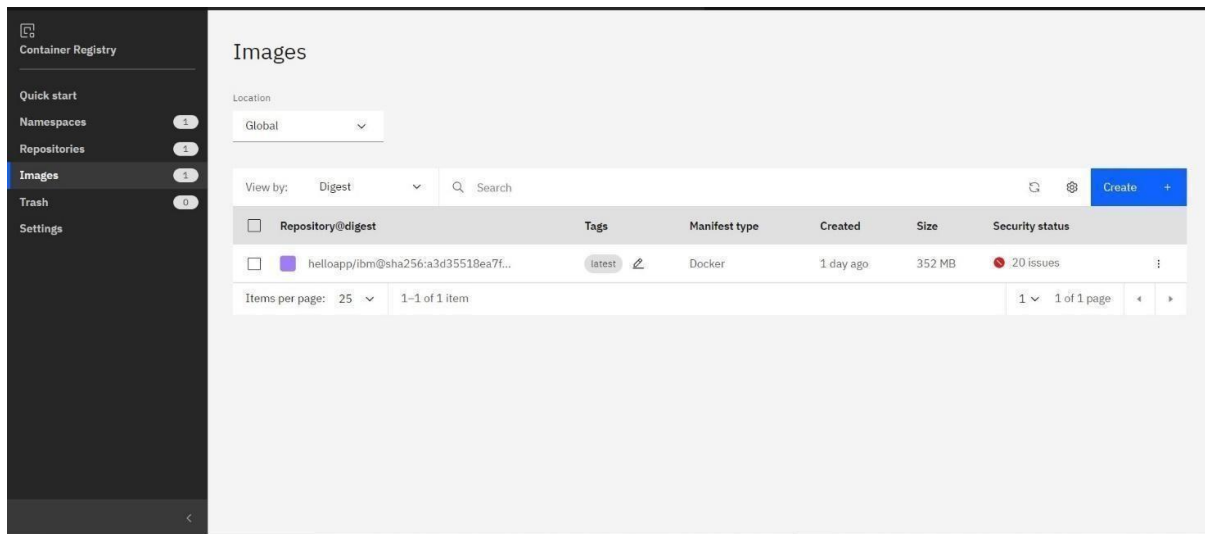 Container Registry
Quick start
Namespaces 1
Repositories 1
Images 1
Trash 0
Settings
Images
Location
Global
View by: Digest Search Create +
Repository@digest Tags Manifest type Created Size Security status
helloapp/ibm@sha256:a3d35518ea7f... latest Docker 1 day ago 352 MB 20 issues
Items per page: 25 1–1 of 1 item 1 1 of 1 page